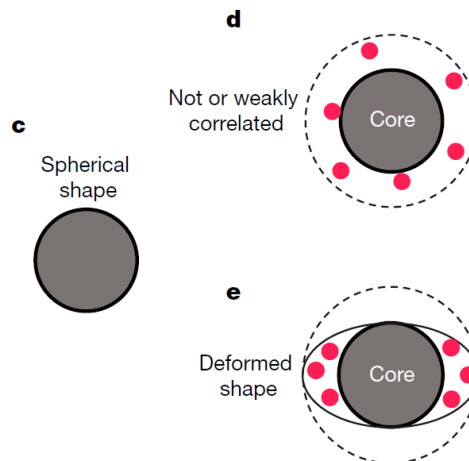 d
Not or weakly
correlated
Core
c
Spherical
shape
e
Deformed
shape
Core